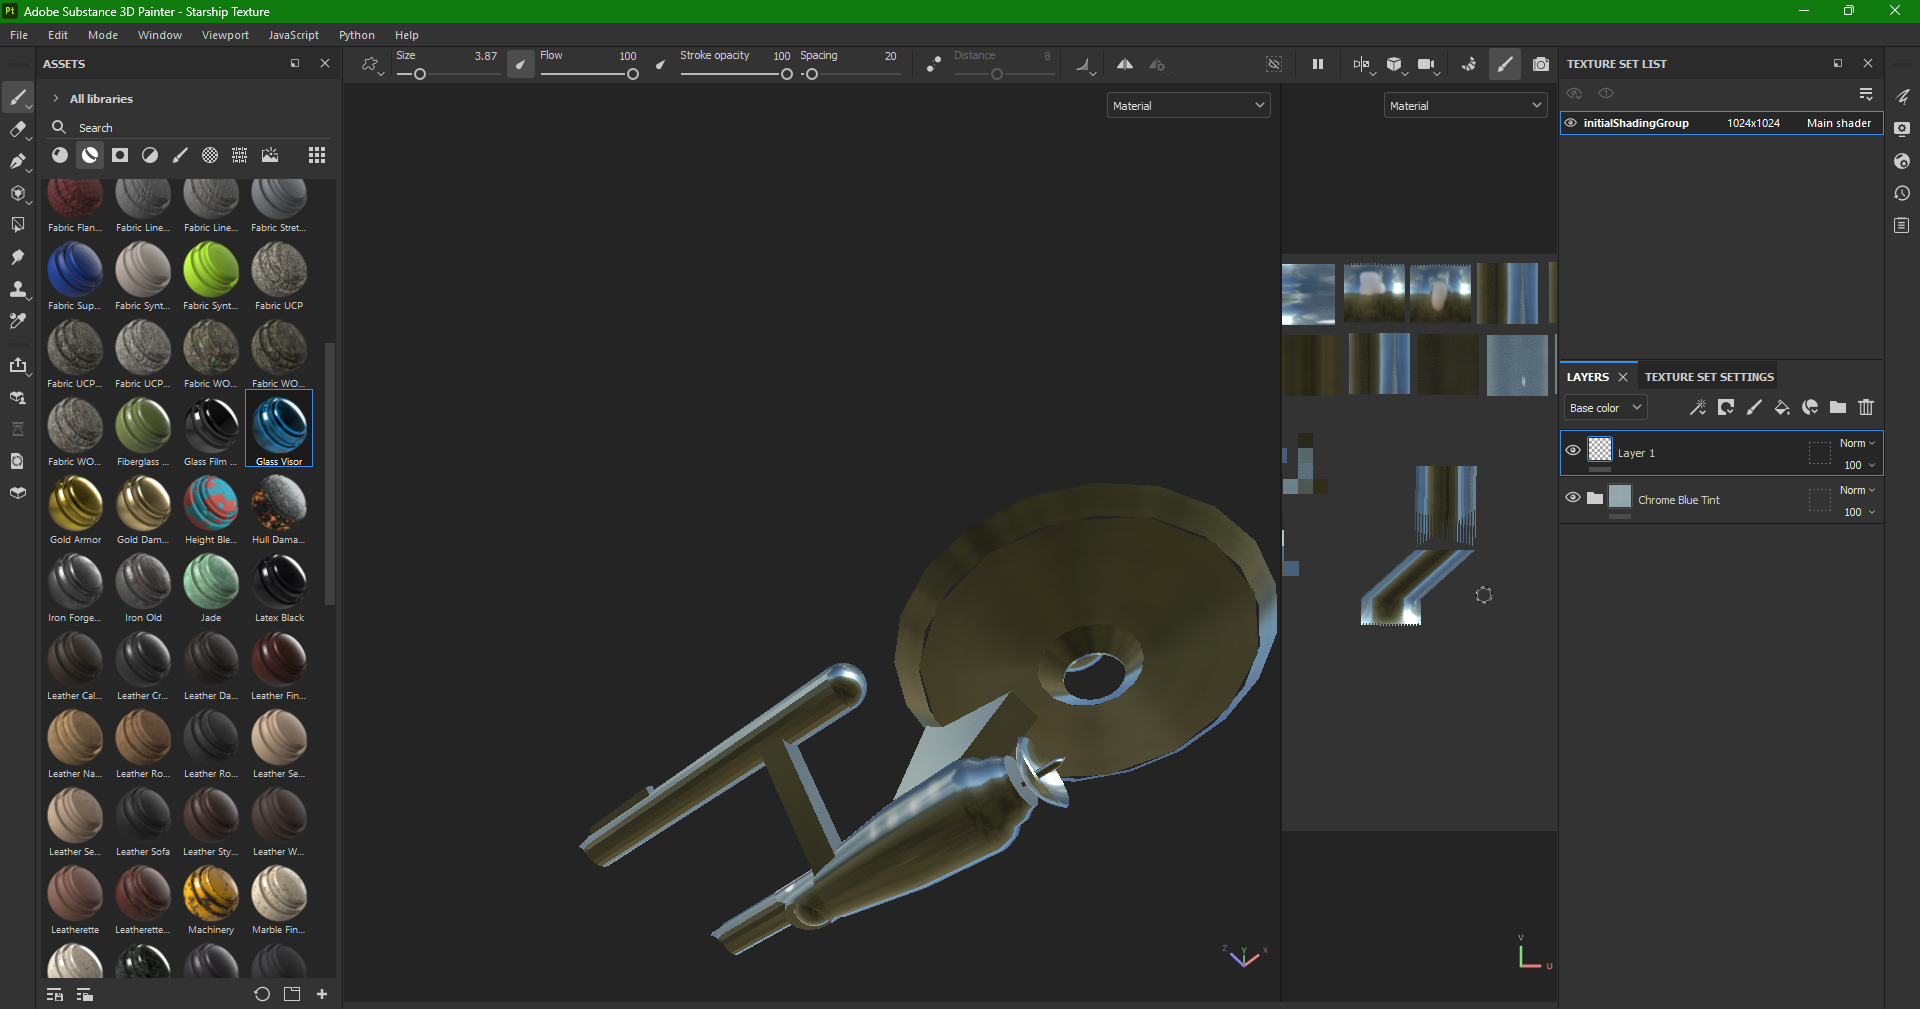 Pt Adobe Substance 3D Painter - Starship Texture
File Edit Mode Window Viewport JavaScript Python Help
ASSETS
All libraries
Search
Fabric Flan... Fabric Line... Fabric Line... Fabric Stret...
Fabric Sup... Fabric Synt... Fabric Synt... Fabric UCP
Fabric UCP... Fabric UCP... Fabric WO... Fabric WO...
Fabric WO... Fiberglass ... Glass Film ... Glass Visor
Gold Armor Gold Dam... Height Ble... Hull Dama...
Iron Forge... Iron Old Jade Latex Black
Leather Cal... Leather Cr... Leather Da... Leather Fin...
Leather Na... Leather Ro... Leather Ro... Leather Se...
Leather Se... Leather Sofa Leather Sty... Leather W...
Leatherette Leatherette... Machinery Marble Fin...
Size 3.87 Flow 100 Stroke opacity 100 Spacing 20 Distance 8
Material
Z Y X
Material
V
U
TEXTURE SET LIST
initialShadingGroup 1024x1024 Main shader
LAYERS TEXTURE SET SETTINGS
Base color
Layer 1 Norm
100
Chrome Blue Tint Norm
100